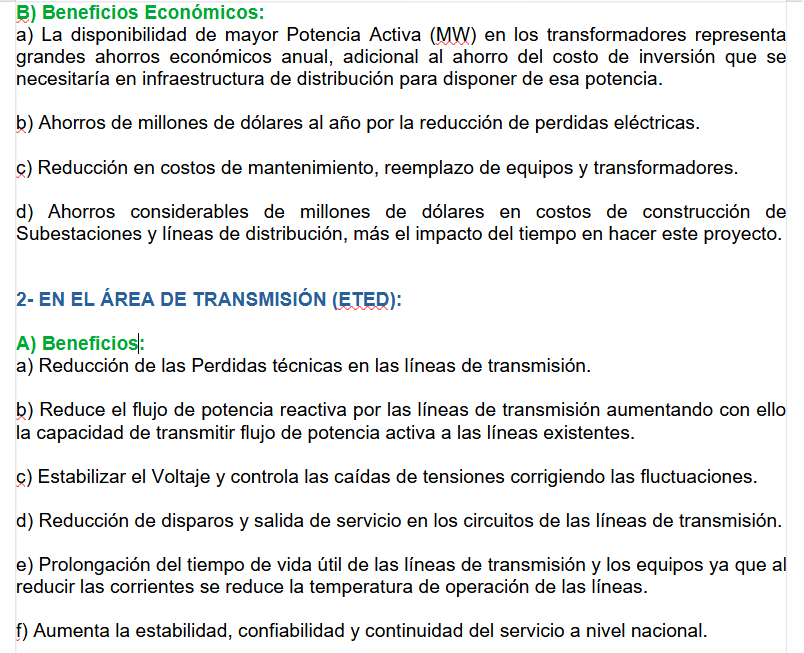 B) Beneficios Económicos:
a) La disponibilidad de mayor Potencia Activa (MW) en los transformadores representa
grandes ahorros económicos anual, adicional al ahorro del costo de inversión que se
necesitaría en infraestructura de distribución para disponer de esa potencia.
b) Ahorros de millones de dólares al año por la reducción de perdidas eléctricas.
c) Reducción en costos de mantenimiento, reemplazo de equipos y transformadores.
d) Ahorros considerables de millones de dólares en costos de construcción de
Subestaciones y líneas de distribución, más el impacto del tiempo en hacer este proyecto.
2- EN EL ÁREA DE TRANSMISIÓN (ETED):
A) Beneficios:
a) Reducción de las Perdidas técnicas en las líneas de transmisión.
b) Reduce el flujo de potencia reactiva por las líneas de transmisión aumentando con ello
la capacidad de transmitir flujo de potencia activa a las líneas existentes.
c) Estabilizar el Voltaje y controla las caídas de tensiones corrigiendo las fluctuaciones.
d) Reducción de disparos y salida de servicio en los circuitos de las líneas de transmisión.
e) Prolongación del tiempo de vida útil de las líneas de transmisión y los equipos ya que al
reducir las corrientes se reduce la temperatura de operación de las líneas.
f) Aumenta la estabilidad, confiabilidad y continuidad del servicio a nivel nacional.